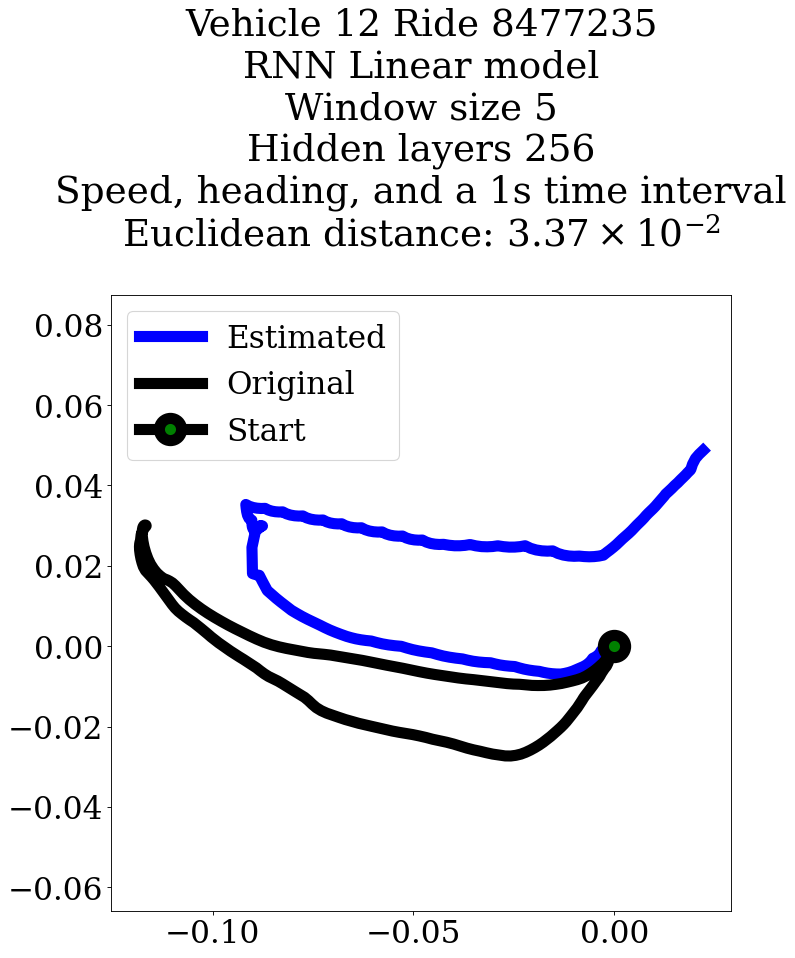 Vehicle 12 Ride 8477235
RNN Linear model
Window size 5
Hidden layers 256
Speed, heading, and a 1s time interval
Euclidean distance: 3.37 × 10⁻²
Estimated
Original
Start
0.08
0.06
0.04
0.02
0.00
−0.02
−0.04
−0.06
−0.10
−0.05
0.00